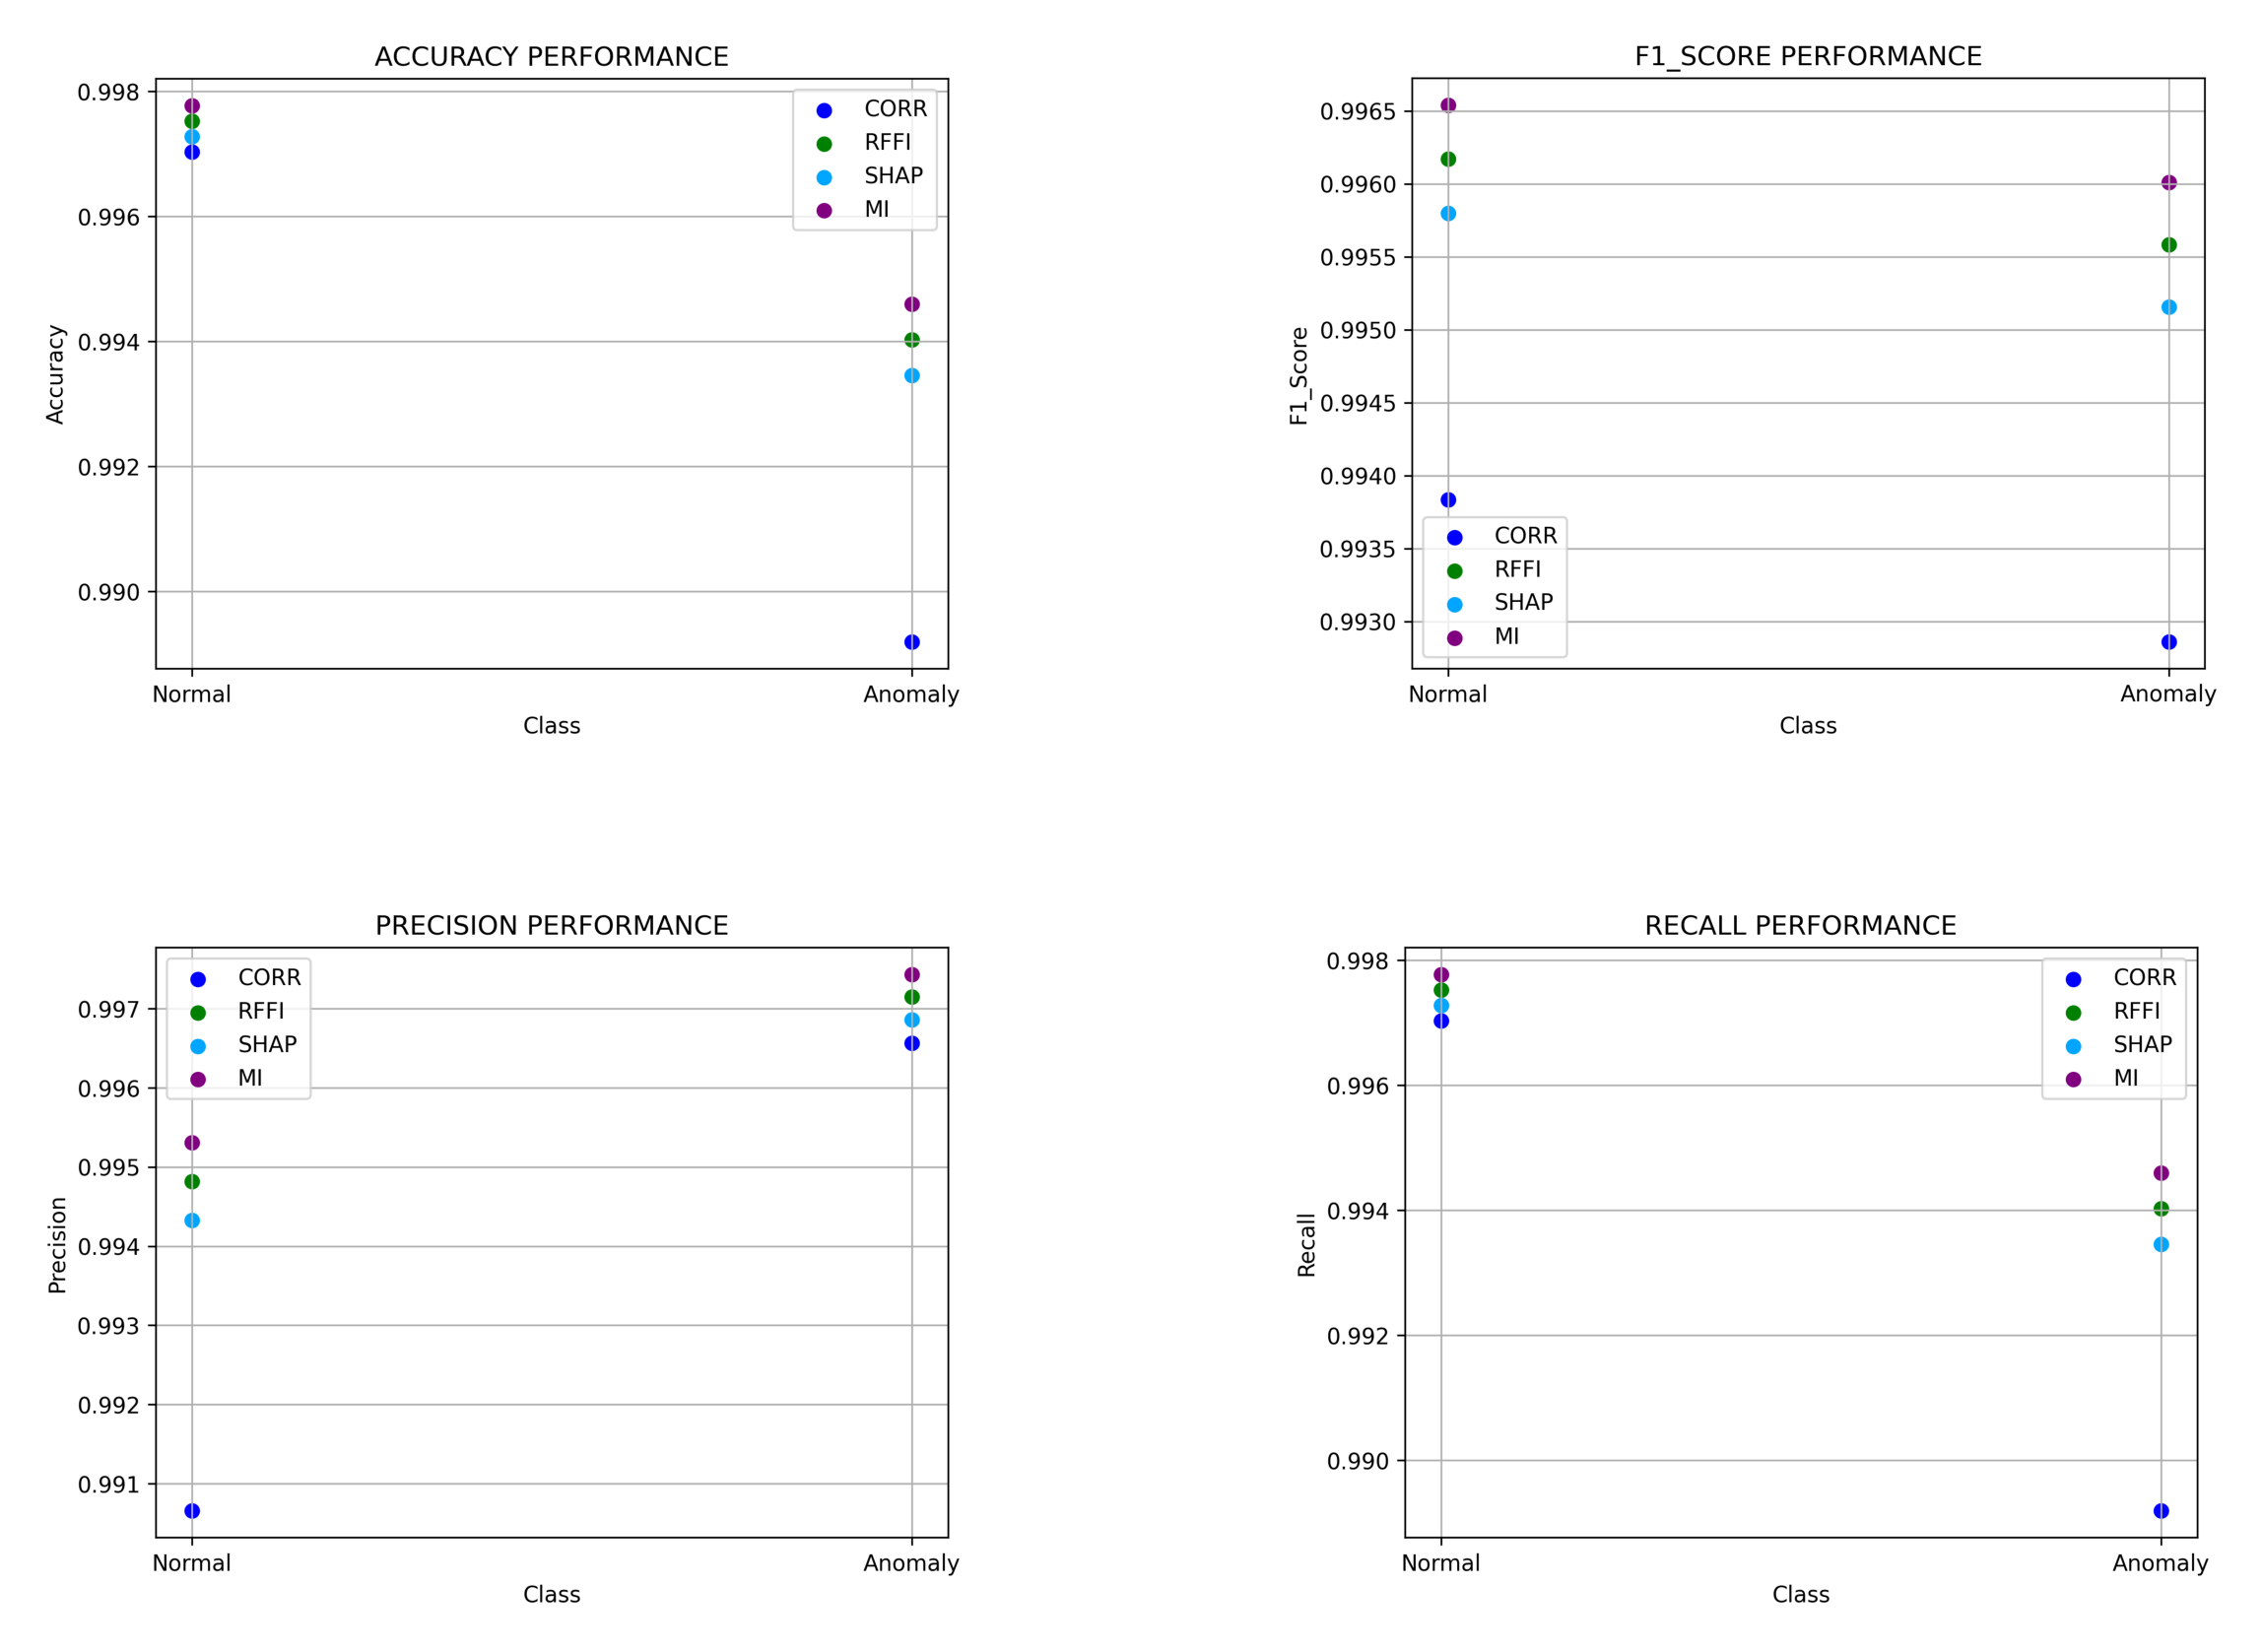 ACCURACY PERFORMANCE
0.998
0.996
0.994
0.992
0.990
Accuracy
CORR
RFFI
SHAP
MI
Normal
Anomaly
Class
F1_SCORE PERFORMANCE
0.9965
0.9960
0.9955
0.9950
0.9945
0.9940
0.9935
0.9930
F1_Score
CORR
RFFI
SHAP
MI
Normal
Anomaly
Class
PRECISION PERFORMANCE
0.997
0.996
0.995
0.994
0.993
0.992
0.991
Precision
CORR
RFFI
SHAP
MI
Normal
Anomaly
Class
RECALL PERFORMANCE
0.998
0.996
0.994
0.992
0.990
Recall
CORR
RFFI
SHAP
MI
Normal
Anomaly
Class